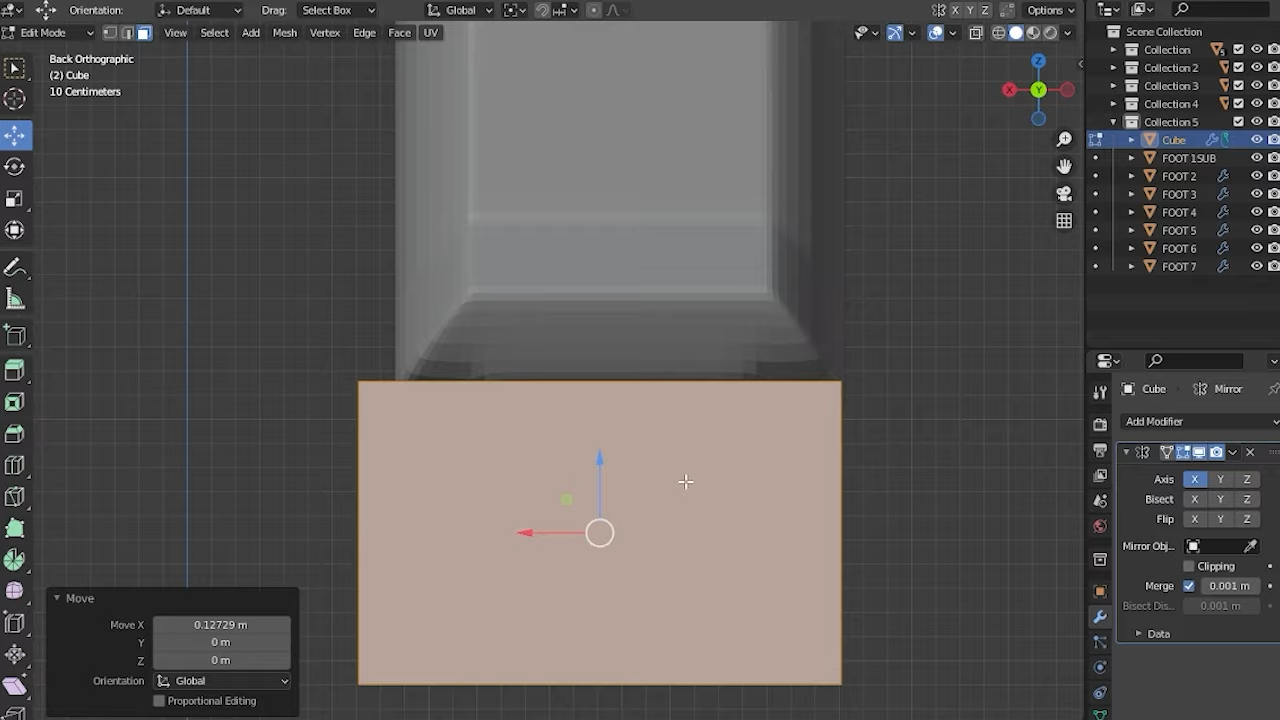 Orientation: Default Drag: Select Box Global X Y Z Options
Edit Mode View Select Add Mesh Vertex Edge Face UV
Back Orthographic
(2) Cube
10 Centimeters
Z
X
Y
Scene Collection
Collection 5
Collection 2
Collection 3
Collection 4
Collection 5
Cube
FOOT 1SUB
FOOT 2
FOOT 3
FOOT 4
FOOT 5
FOOT 6
FOOT 7
Cube Mirror
Add Modifier
Axis X Y Z
Bisect X Y Z
Flip X Y Z
Mirror Obj...
Clipping
Merge 0.001 m
Bisect Dis... 0.001 m
Data
Move
Move X 0.12729 m
Y 0 m
Z 0 m
Orientation Global
Proportional Editing